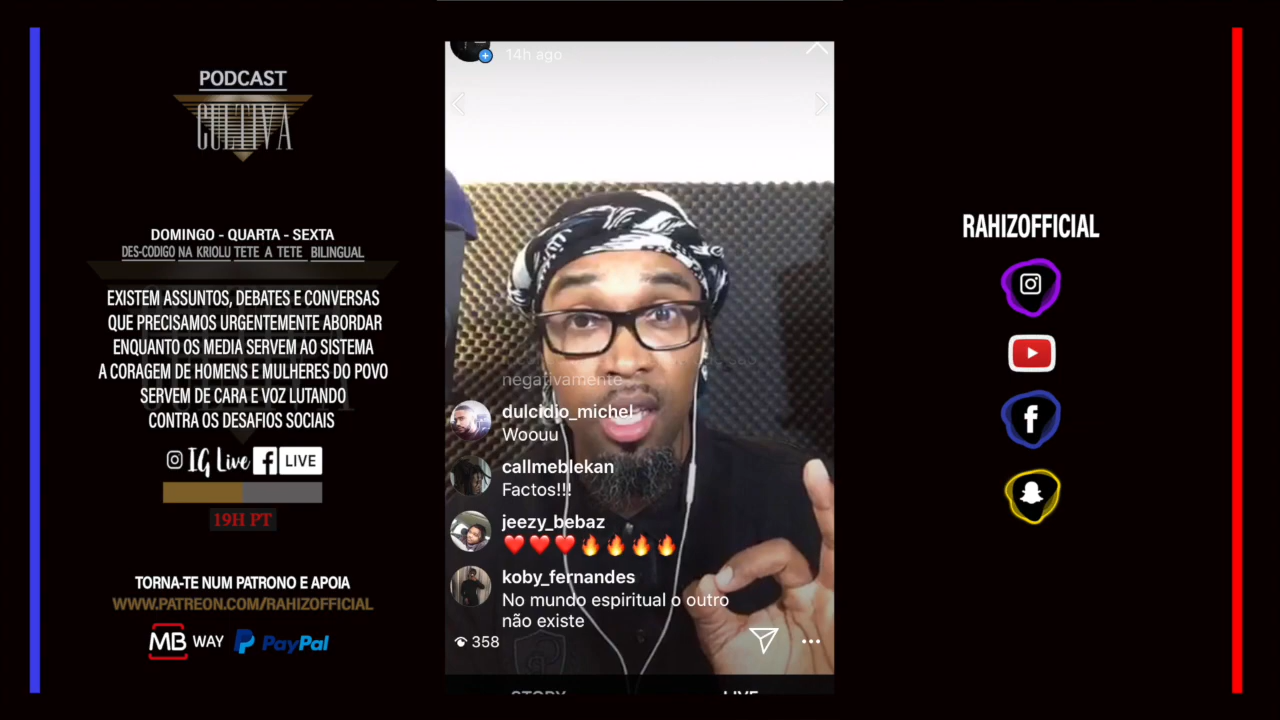 PODCAST
CULTIVA
DOMINGO - QUARTA - SEXTA
DES-CODIGO NA KRIOLU TETE A TETE BILINGUAL
EXISTEM ASSUNTOS, DEBATES E CONVERSAS
QUE PRECISAMOS URGENTEMENTE ABORDAR
ENQUANTO OS MEDIA SERVEM AO SISTEMA
A CORAGEM DE HOMENS E MULHERES DO POVO
SERVEM DE CARA E VOZ LUTANDO
CONTRA OS DESAFIOS SOCIAIS
IG Live f LIVE
19H PT
TORNA-TE NUM PATRONO E APOIA
WWW.PATREON.COM/RAHIZOFFICIAL
MB WAY PayPal
14h ago
negativamente
dulcidio_michel
Woouu
callmeblekan
Factos!!!
jeezy_bebaz
❤️❤️❤️🔥🔥🔥🔥
koby_fernandes
No mundo espiritual o outro
não existe
358
STORY LIVE
RAHIZOFFICIAL